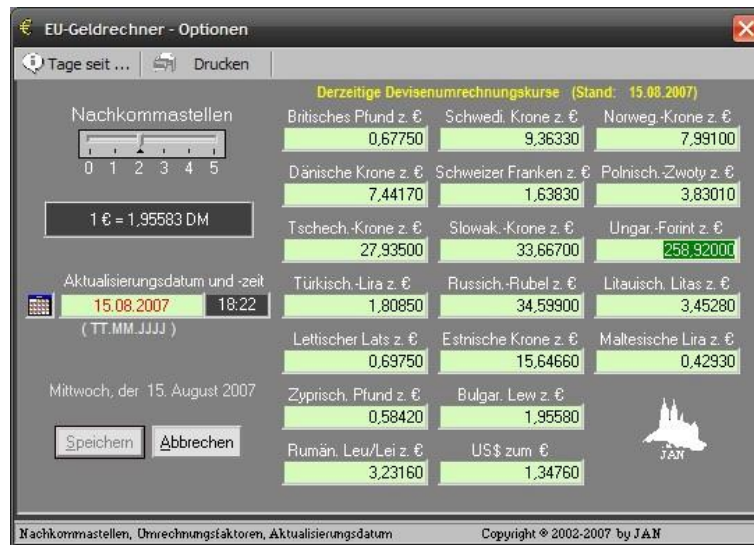 € EU-Geldrechner - Optionen
Tage seit ... Drucken
Derzeitige Devisenumrechnungskurse (Stand: 15.08.2007)
Nachkommastellen
0 1 2 3 4 5
1 € = 1,95583 DM
Aktualisierungsdatum und -zeit
15.08.2007 18:22
( TT.MM.JJJJ )
Mittwoch, der 15. August 2007
Speichern Abbrechen
Britisches Pfund z. € Schwedi. Krone z. € Norweg.-Krone z. €
0,67750 9,36330 7,99100
Dänische Krone z. € Schweizer Franken z. € Polnisch.-Zwoty z. €
7,44170 1,63830 3,83010
Tschech.-Krone z. € Slowak.-Krone z. € Ungar.-Forint z. €
27,93500 33,66700 258,92000
Türkisch.-Lira z. € Russich.-Rubel z. € Litauisch. Litas z. €
1,80850 34,59900 3,45280
Lettischer Lats z. € Estnische Krone z. € Maltesische Lira z. €
0,69750 15,64660 0,42930
Zyprisch. Pfund z. € Bulgar. Lew z. €
0,58420 1,95580
Rumän. Leu/Lei z. € US$ zum €
3,23160 1,34760
JAN
Nachkommastellen, Umrechnungsfaktoren, Aktualisierungsdatum Copyright © 2002-2007 by JAN